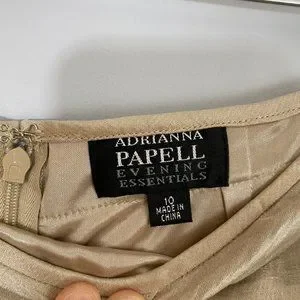 ADRIANNA
PAPELL
EVENING
ESSENTIALS
10
MADE IN
CHINA